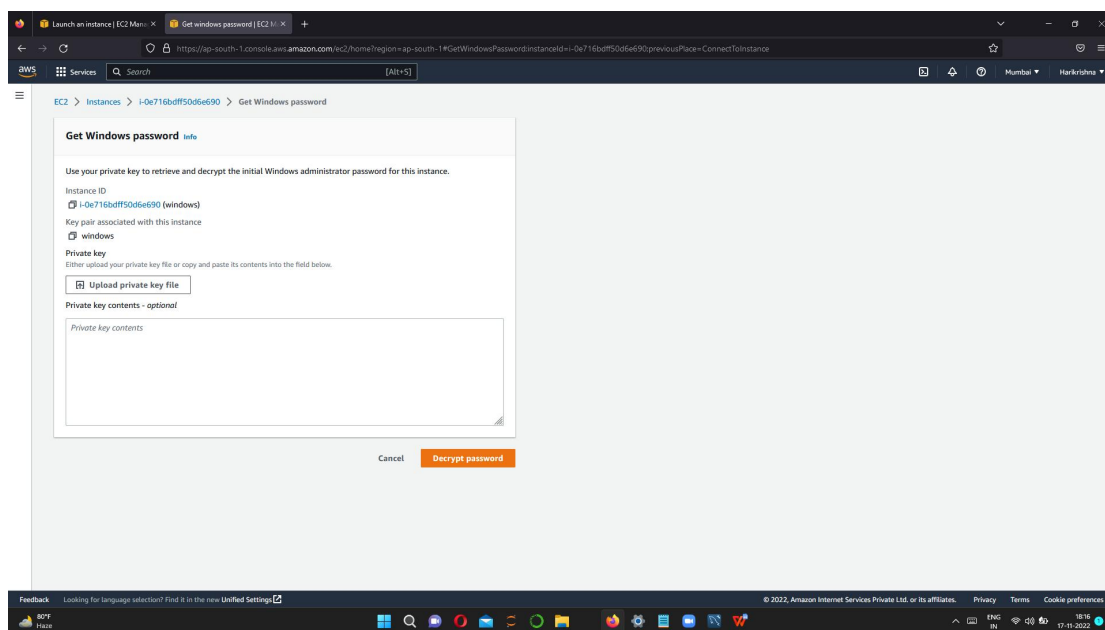 Launch an instance | EC2 Mana
Get windows password | EC2 M
https://ap-south-1.console.aws.amazon.com/ec2/home?region=ap-south-1#GetWindowsPassword:instanceId=i-0e716bdff50d6e690;previousPlace=ConnectToInstance
aws
Services
Search
[Alt+S]
Mumbai
Harikrishna
EC2 > Instances > i-0e716bdff50d6e690 > Get Windows password
Get Windows password Info
Use your private key to retrieve and decrypt the initial Windows administrator password for this instance.
Instance ID
i-0e716bdff50d6e690 (windows)
Key pair associated with this instance
windows
Private key
Either upload your private key file or copy and paste its contents into the field below.
Upload private key file
Private key contents - optional
Private key contents
Cancel
Decrypt password
Feedback
Looking for language selection? Find it in the new Unified Settings
© 2022, Amazon Internet Services Private Ltd. or its affiliates.
Privacy
Terms
Cookie preferences
80°F
Haze
ENG
IN
18:16
17-11-2022